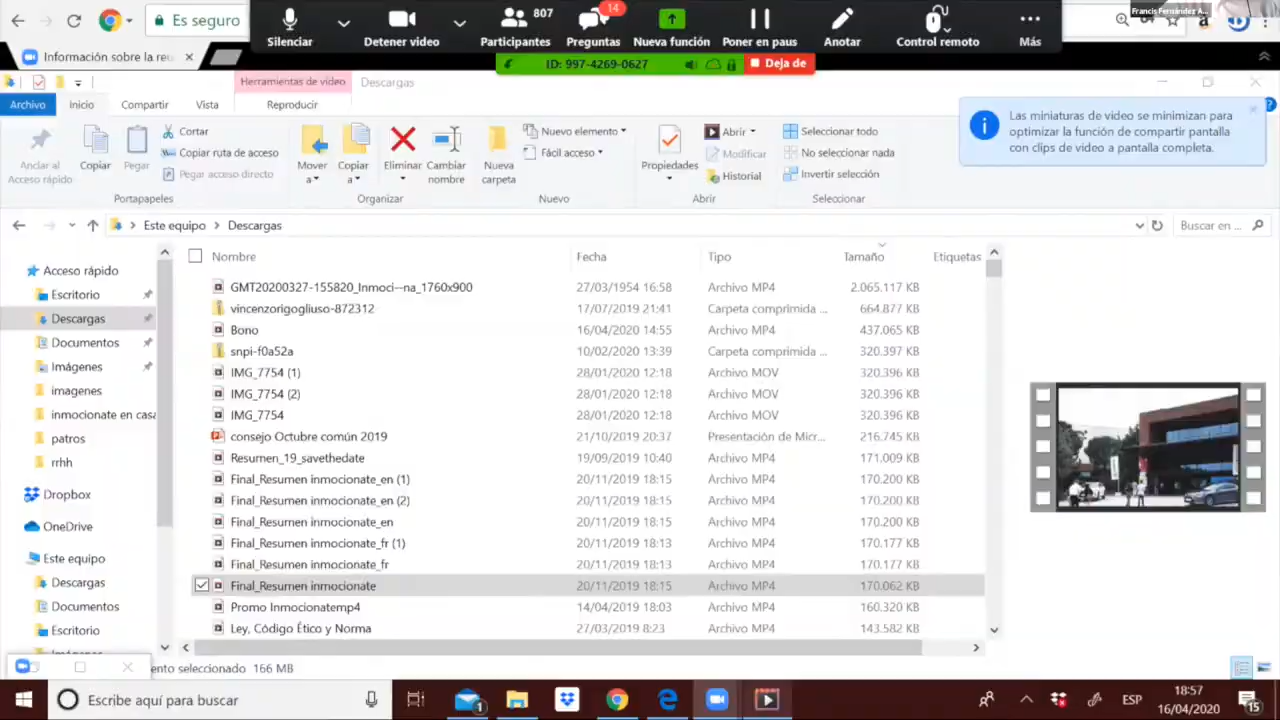 Es seguro
Silenciar
Detener video
807
Participantes
14
Preguntas
Nueva función
Poner en paus
Anotar
Control remoto
Más
Francis Fernández A...
Información sobre la reu
ID: 997-4269-0627
Deja de
Herramientas de video
Descargas
Archivo
Inicio
Compartir
Vista
Reproducir
Anclar al
Acceso rápido
Copiar
Pegar
Cortar
Copiar ruta de acceso
Pegar acceso directo
Portapapeles
Mover
a
Copiar
a
Eliminar
Cambiar
nombre
Organizar
Nueva
carpeta
Nuevo elemento
Fácil acceso
Nuevo
Propiedades
Abrir
Modificar
Historial
Abrir
Seleccionar todo
No seleccionar nada
Invertir selección
Seleccionar
Las miniaturas de video se minimizan para
optimizar la función de compartir pantalla
con clips de video a pantalla completa.
Este equipo > Descargas
Buscar en ...
Nombre Fecha Tipo Tamaño Etiquetas
GMT20200327-155820_Inmoci--na_1760x900 27/03/1954 16:58 Archivo MP4 2.065.117 KB
vincenzorigogliuso-872312 17/07/2019 21:41 Carpeta comprimida ... 664.877 KB
Bono 16/04/2020 14:55 Archivo MP4 437.065 KB
snpi-f0a52a 10/02/2020 13:39 Carpeta comprimida ... 320.397 KB
IMG_7754 (1) 28/01/2020 12:18 Archivo MOV 320.396 KB
IMG_7754 (2) 28/01/2020 12:18 Archivo MOV 320.396 KB
IMG_7754 28/01/2020 12:18 Archivo MOV 320.396 KB
consejo Octubre común 2019 21/10/2019 20:37 Presentación de Micr... 216.745 KB
Resumen_19_savethedate 19/09/2019 10:40 Archivo MP4 171.009 KB
Final_Resumen inmocionate_en (1) 20/11/2019 18:15 Archivo MP4 170.200 KB
Final_Resumen inmocionate_en (2) 20/11/2019 18:15 Archivo MP4 170.200 KB
Final_Resumen inmocionate_en 20/11/2019 18:15 Archivo MP4 170.200 KB
Final_Resumen inmocionate_fr (1) 20/11/2019 18:13 Archivo MP4 170.177 KB
Final_Resumen inmocionate_fr 20/11/2019 18:13 Archivo MP4 170.177 KB
Final_Resumen inmocionate 20/11/2019 18:15 Archivo MP4 170.062 KB
Promo Inmocionatemp4 14/04/2019 18:03 Archivo MP4 160.320 KB
Ley, Código Ético y Norma 27/03/2019 8:23 Archivo MP4 143.582 KB
Acceso rápido
Escritorio
Descargas
Documentos
Imágenes
imagenes
inmocionate en casa
patros
rrhh
Dropbox
OneDrive
Este equipo
Descargas
Documentos
Escritorio
Imágenes
ento seleccionado 166 MB
Escribe aquí para buscar
1
ESP
18:57
16/04/2020
15